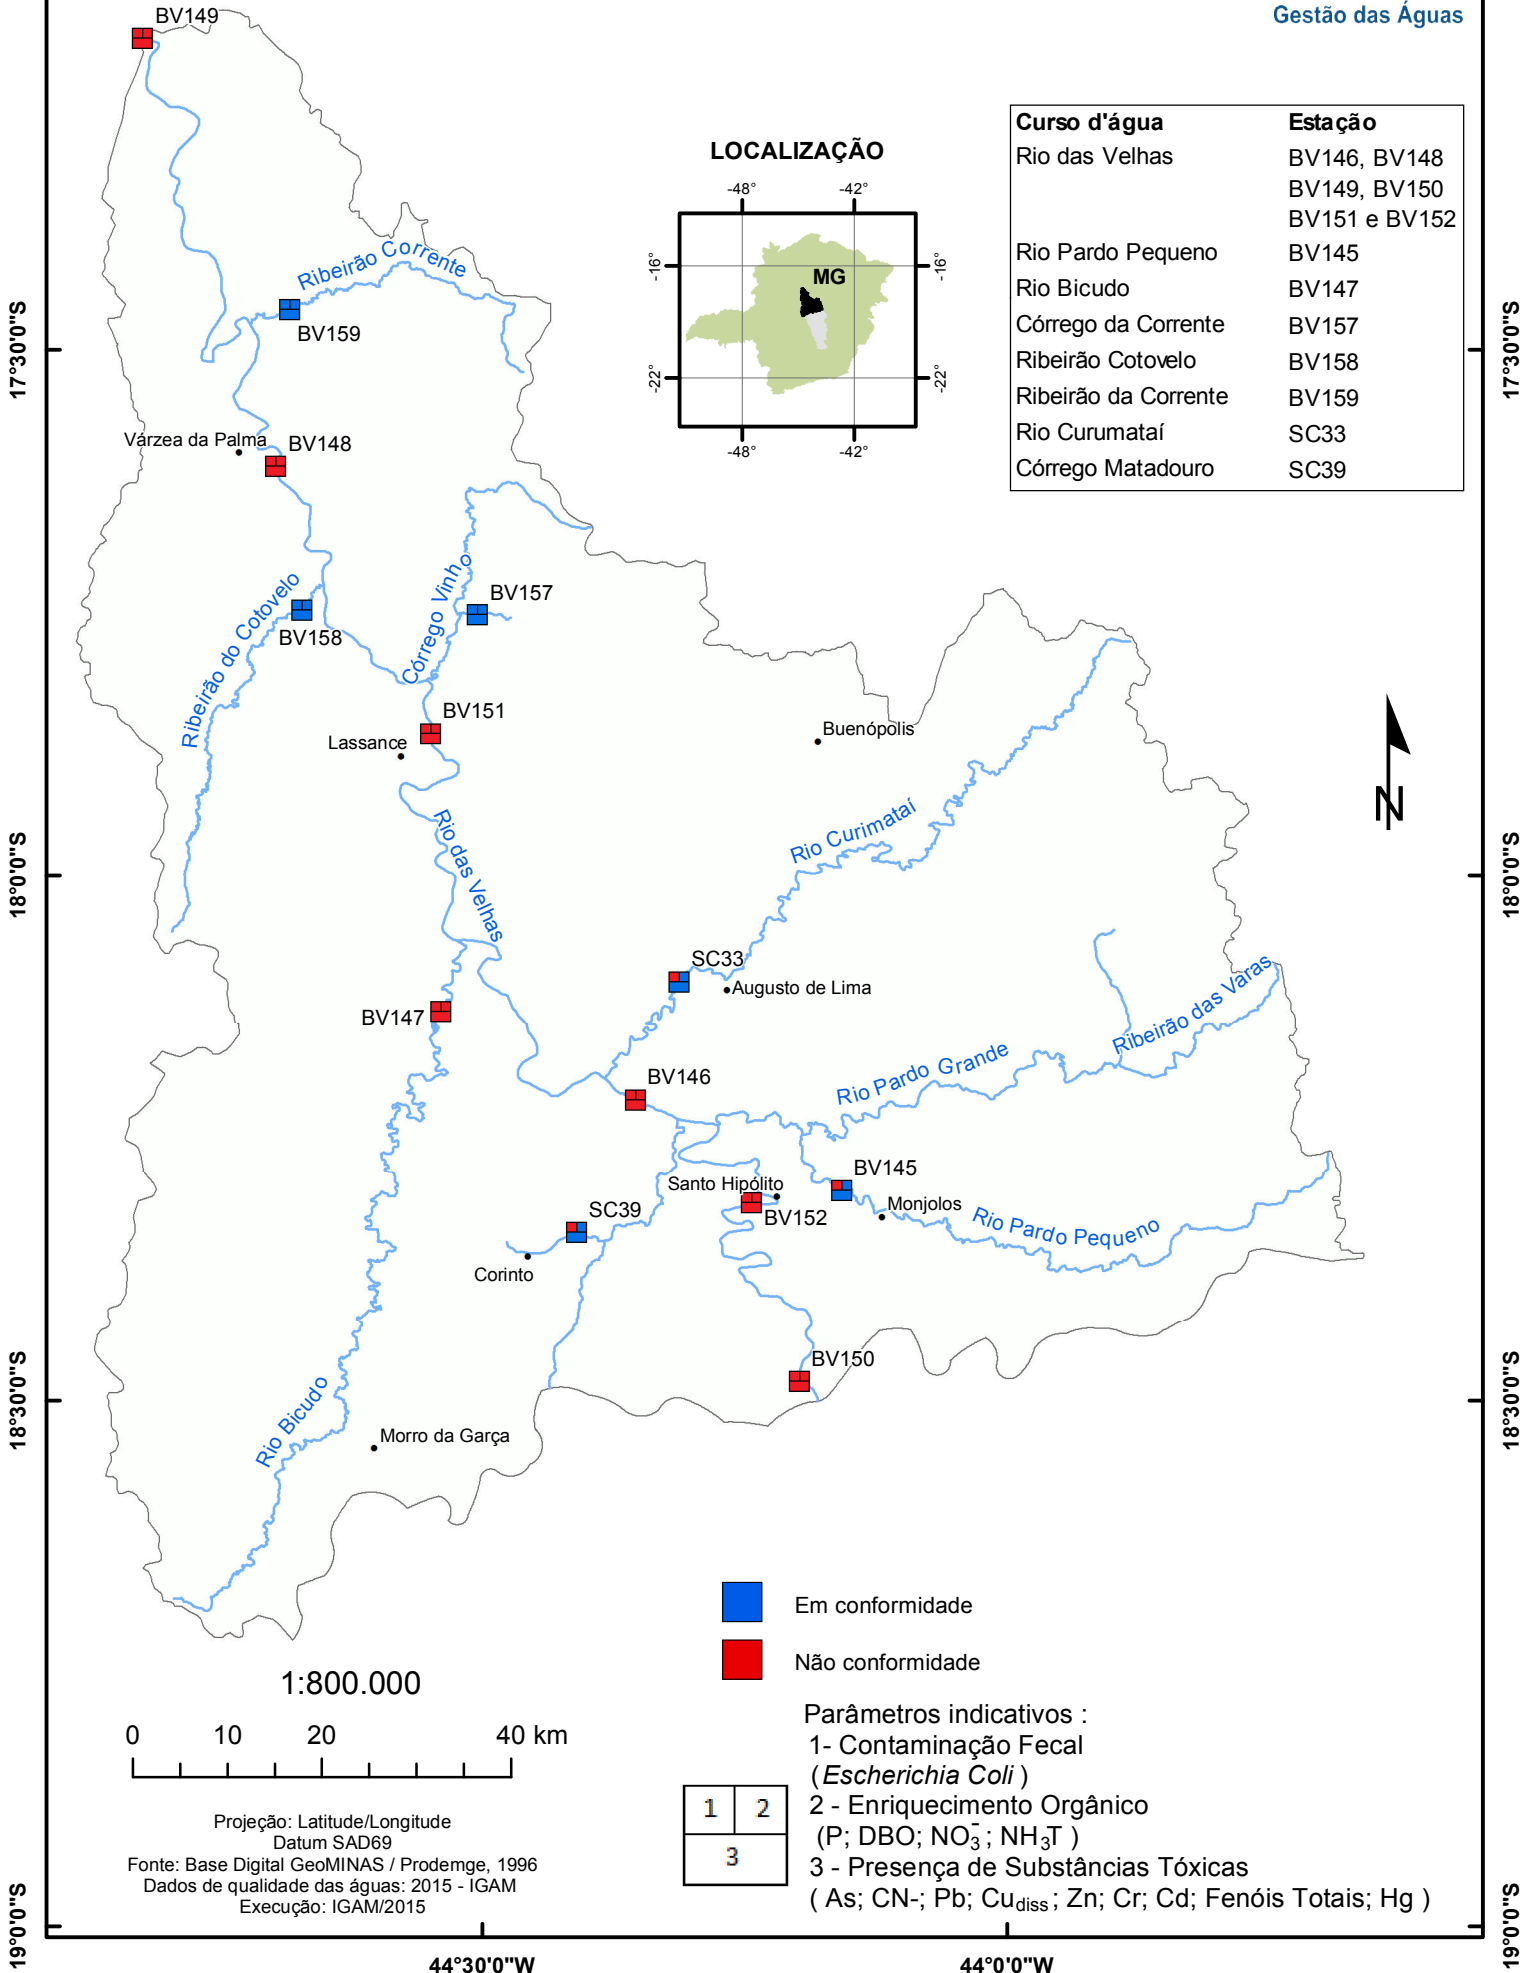 Gestão das Águas
BV149
Curso d'água Estação
Rio das Velhas BV146, BV148
BV149, BV150
BV151 e BV152
Rio Pardo Pequeno BV145
Rio Bicudo BV147
Córrego da Corrente BV157
Ribeirão Cotovelo BV158
Ribeirão da Corrente BV159
Rio Curumataí SC33
Córrego Matadouro SC39
LOCALIZAÇÃO
-48° -42°
-16° -16°
MG
-22° -22°
-48° -42°
Ribeirão Corrente
BV159
17°30'0"S 17°30'0"S
Várzea da Palma
BV148
Córrego Vinho
BV157
Ribeirão do Cotovelo
BV158
BV151
Lassance
Buenópolis
N
Rio das Velhas
Rio Curimataí
18°0'0"S 18°0'0"S
SC33
Augusto de Lima
Ribeirão das Varas
BV147
Rio Pardo Grande
BV146
BV145
Santo Hipólito
BV152
Monjolos
Rio Pardo Pequeno
SC39
Corinto
BV150
18°30'0"S 18°30'0"S
Rio Bicudo
Morro da Garça
Em conformidade
Não conformidade
1:800.000
0 10 20 40 km
Projeção: Latitude/Longitude
Datum SAD69
Fonte: Base Digital GeoMINAS / Prodemge, 1996
Dados de qualidade das águas: 2015 - IGAM
Execução: IGAM/2015
1 2
3
Parâmetros indicativos :
1- Contaminação Fecal
(Escherichia Coli )
2 - Enriquecimento Orgânico
(P; DBO; NO3-; NH3T )
3 - Presença de Substâncias Tóxicas
( As; CN-; Pb; Cudiss; Zn; Cr; Cd; Fenóis Totais; Hg )
19°0'0"S 19°0'0"S
44°30'0"W 44°0'0"W